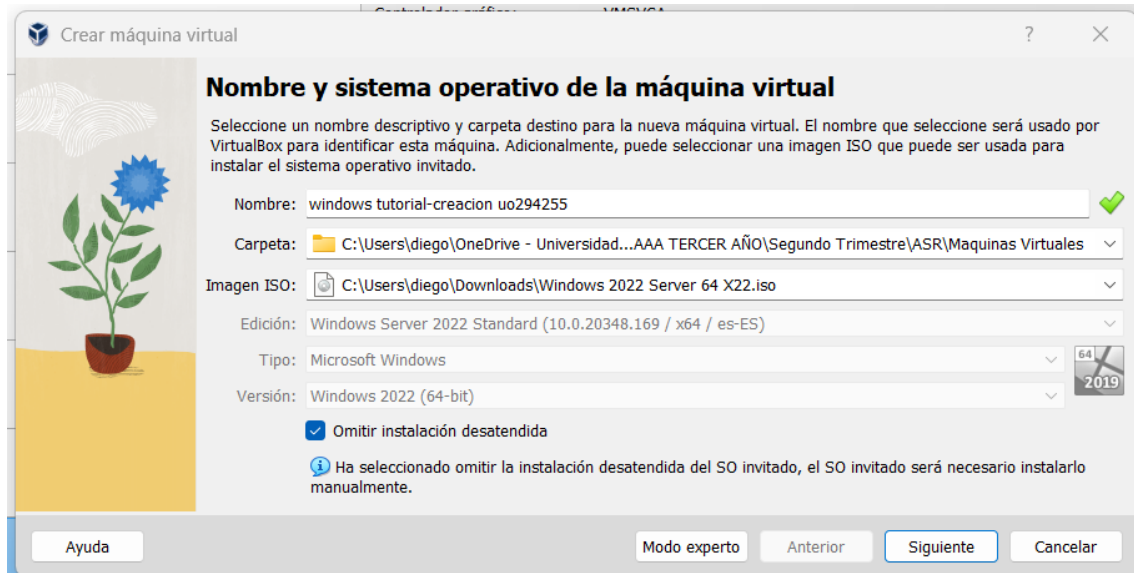 Controlador gráfico: VMSVGA
Crear máquina virtual
Nombre y sistema operativo de la máquina virtual
Seleccione un nombre descriptivo y carpeta destino para la nueva máquina virtual. El nombre que seleccione será usado por
VirtualBox para identificar esta máquina. Adicionalmente, puede seleccionar una imagen ISO que puede ser usada para
instalar el sistema operativo invitado.
Nombre: windows tutorial-creacion uo294255
Carpeta: C:\Users\diego\OneDrive - Universidad...AAA TERCER AÑO\Segundo Trimestre\ASR\Maquinas Virtuales
Imagen ISO: C:\Users\diego\Downloads\Windows 2022 Server 64 X22.iso
Edición: Windows Server 2022 Standard (10.0.20348.169 / x64 / es-ES)
Tipo: Microsoft Windows
64
Versión: Windows 2022 (64-bit)
2019
Omitir instalación desatendida
Ha seleccionado omitir la instalación desatendida del SO invitado, el SO invitado será necesario instalarlo
manualmente.
Ayuda Modo experto Anterior Siguiente Cancelar